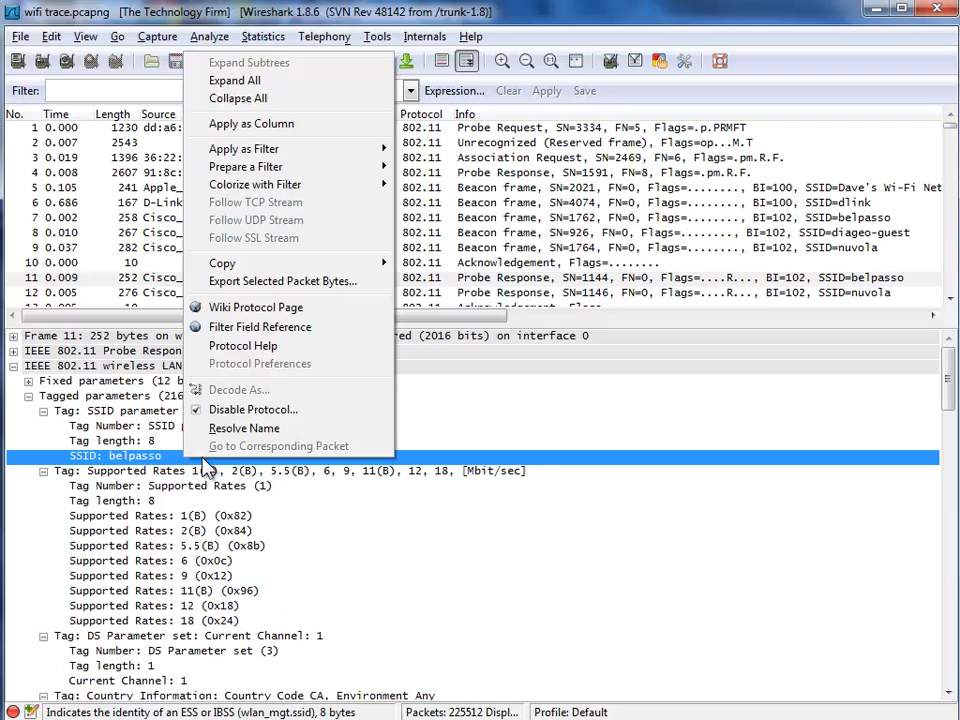 wifi trace.pcapng [The Technology Firm] [Wireshark 1.8.6 (SVN Rev 48142 from /trunk-1.8)]
File Edit View Go Capture Analyze Statistics Telephony Tools Internals Help
Filter: Expression... Clear Apply Save
No. Time Length Source Protocol Info
1 0.000 1230 dd:a6: 802.11 Probe Request, SN=3334, FN=5, Flags=.p.PRMFT
2 0.007 2543 802.11 Unrecognized (Reserved frame), Flags=op...M.T
3 0.019 1396 36:22: 802.11 Association Request, SN=2469, FN=6, Flags=.pm.R.F.
4 0.008 2607 91:8c: 802.11 Probe Response, SN=1591, FN=8, Flags=.pm.R.F.
5 0.105 241 Apple_ 802.11 Beacon frame, SN=2021, FN=0, Flags=........, BI=100, SSID=Dave's Wi-Fi Net
6 0.686 167 D-Link 802.11 Beacon frame, SN=4074, FN=0, Flags=........, BI=100, SSID=dlink
7 0.002 258 Cisco_ 802.11 Beacon frame, SN=2018, FN=0, Flags=........, BI=102, SSID=belpasso
8 0.010 267 Cisco_ 802.11 Beacon frame, SN=926, FN=0, Flags=........, BI=102, SSID=diageo-guest
9 0.037 282 Cisco_ 802.11 Beacon frame, SN=1764, FN=0, Flags=........, BI=102, SSID=nuvola
10 0.000 10 802.11 Acknowledgement, Flags=........
11 0.009 252 Cisco_ 802.11 Probe Response, SN=1144, FN=0, Flags=....R..., BI=102, SSID=belpasso
12 0.005 276 Cisco_ 802.11 Probe Response, SN=1146, FN=0, Flags=....R..., BI=102, SSID=nuvola
Expand Subtrees
Expand All
Collapse All
Apply as Column
Apply as Filter
Prepare a Filter
Colorize with Filter
Follow TCP Stream
Follow UDP Stream
Follow SSL Stream
Copy
Export Selected Packet Bytes...
Wiki Protocol Page
Filter Field Reference
Protocol Help
Protocol Preferences
Decode As...
Disable Protocol...
Resolve Name
Go to Corresponding Packet
Frame 11: 252 bytes on w (2016 bits) on interface 0
IEEE 802.11 Probe Respon
IEEE 802.11 wireless LAN
Fixed parameters (12 b
Tagged parameters (216
Tag: SSID parameter
Tag Number: SSID
Tag length: 8
SSID: belpasso
Tag: Supported Rates 2(B), 5.5(B), 6, 9, 11(B), 12, 18, [Mbit/sec]
Tag Number: Supported Rates (1)
Tag length: 8
Supported Rates: 1(B) (0x82)
Supported Rates: 2(B) (0x84)
Supported Rates: 5.5(B) (0x8b)
Supported Rates: 6 (0x0c)
Supported Rates: 9 (0x12)
Supported Rates: 11(B) (0x96)
Supported Rates: 12 (0x18)
Supported Rates: 18 (0x24)
Tag: DS Parameter set: Current Channel: 1
Tag Number: DS Parameter set (3)
Tag length: 1
Current Channel: 1
Tag: Country Information: Country Code CA, Environment Any
Indicates the identity of an ESS or IBSS (wlan_mgt.ssid), 8 bytes Packets: 225512 Displ... Profile: Default